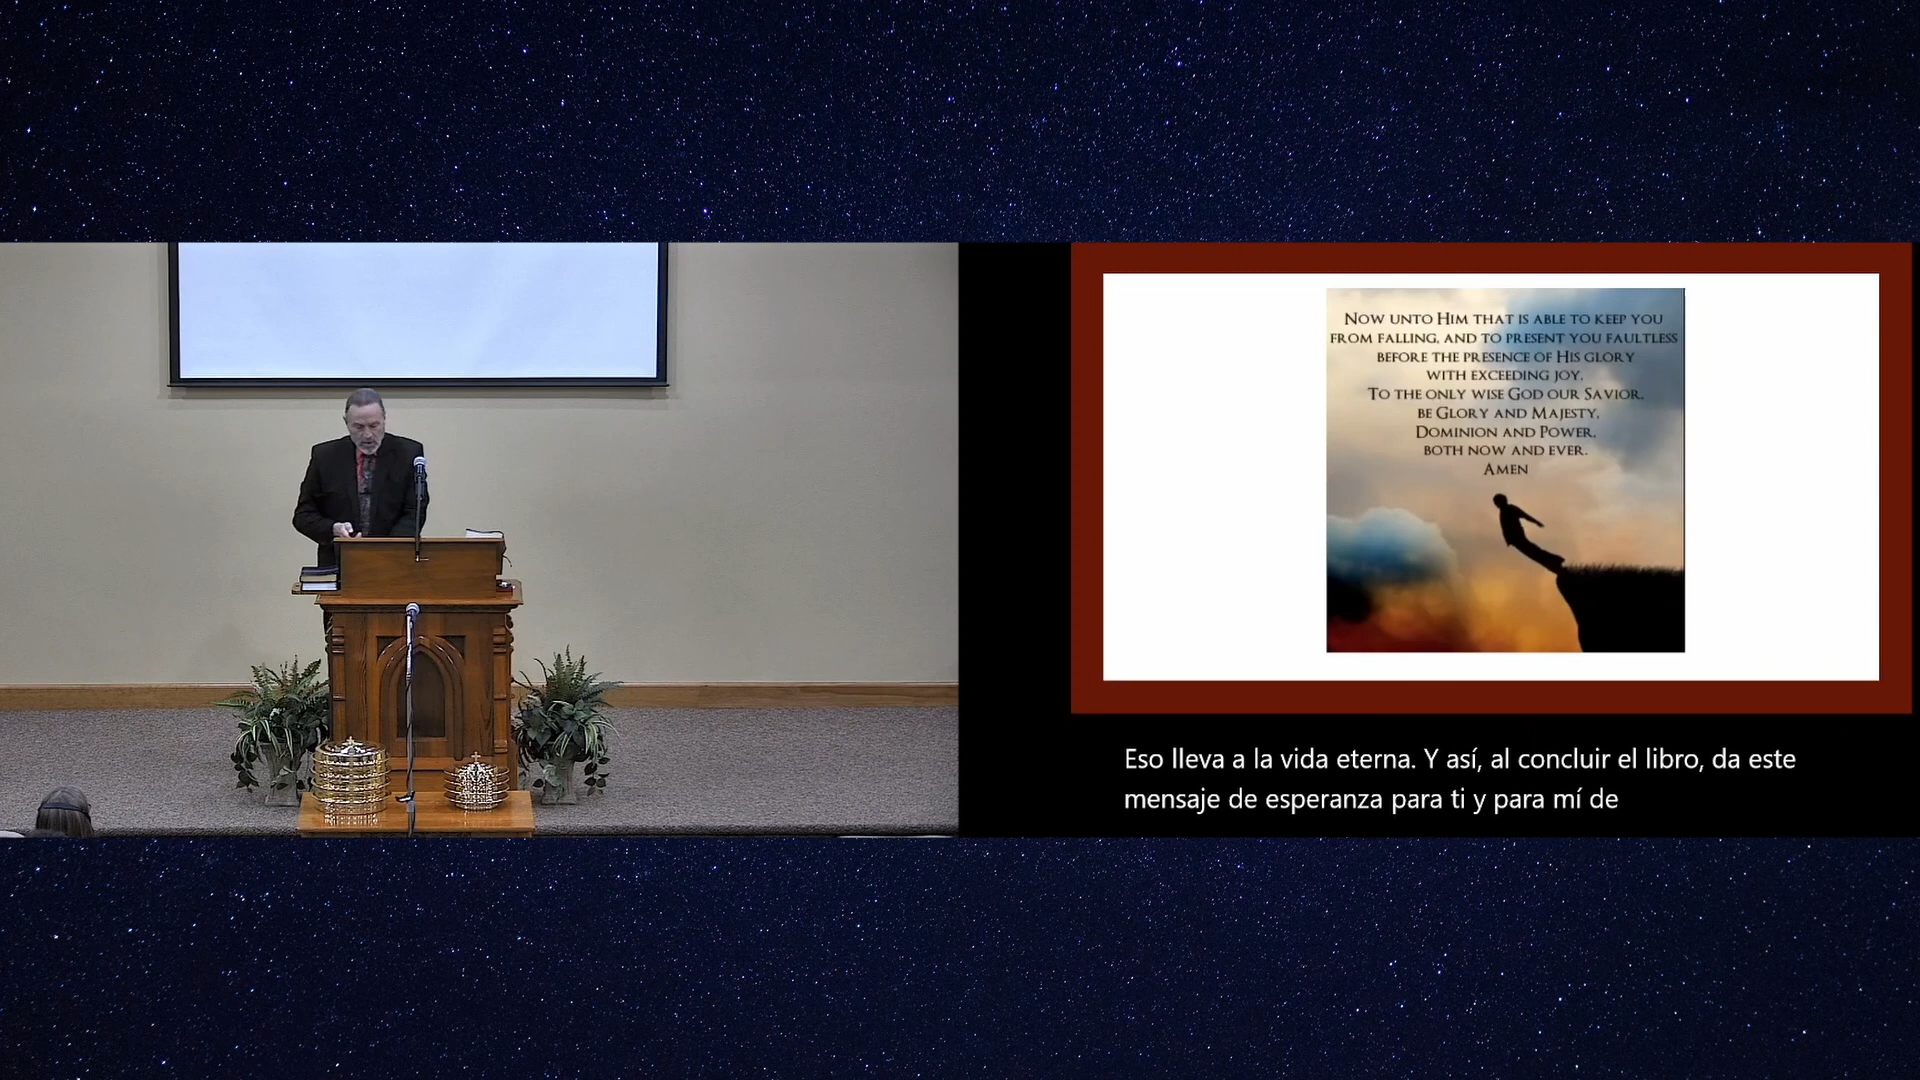 Now unto Him that is able to keep you
from falling, and to present you faultless
before the presence of His glory
with exceeding joy,
To the only wise God our Savior,
be Glory and Majesty,
Dominion and Power,
both now and ever.
Amen
Eso lleva a la vida eterna. Y así, al concluir el libro, da este
mensaje de esperanza para ti y para mí de